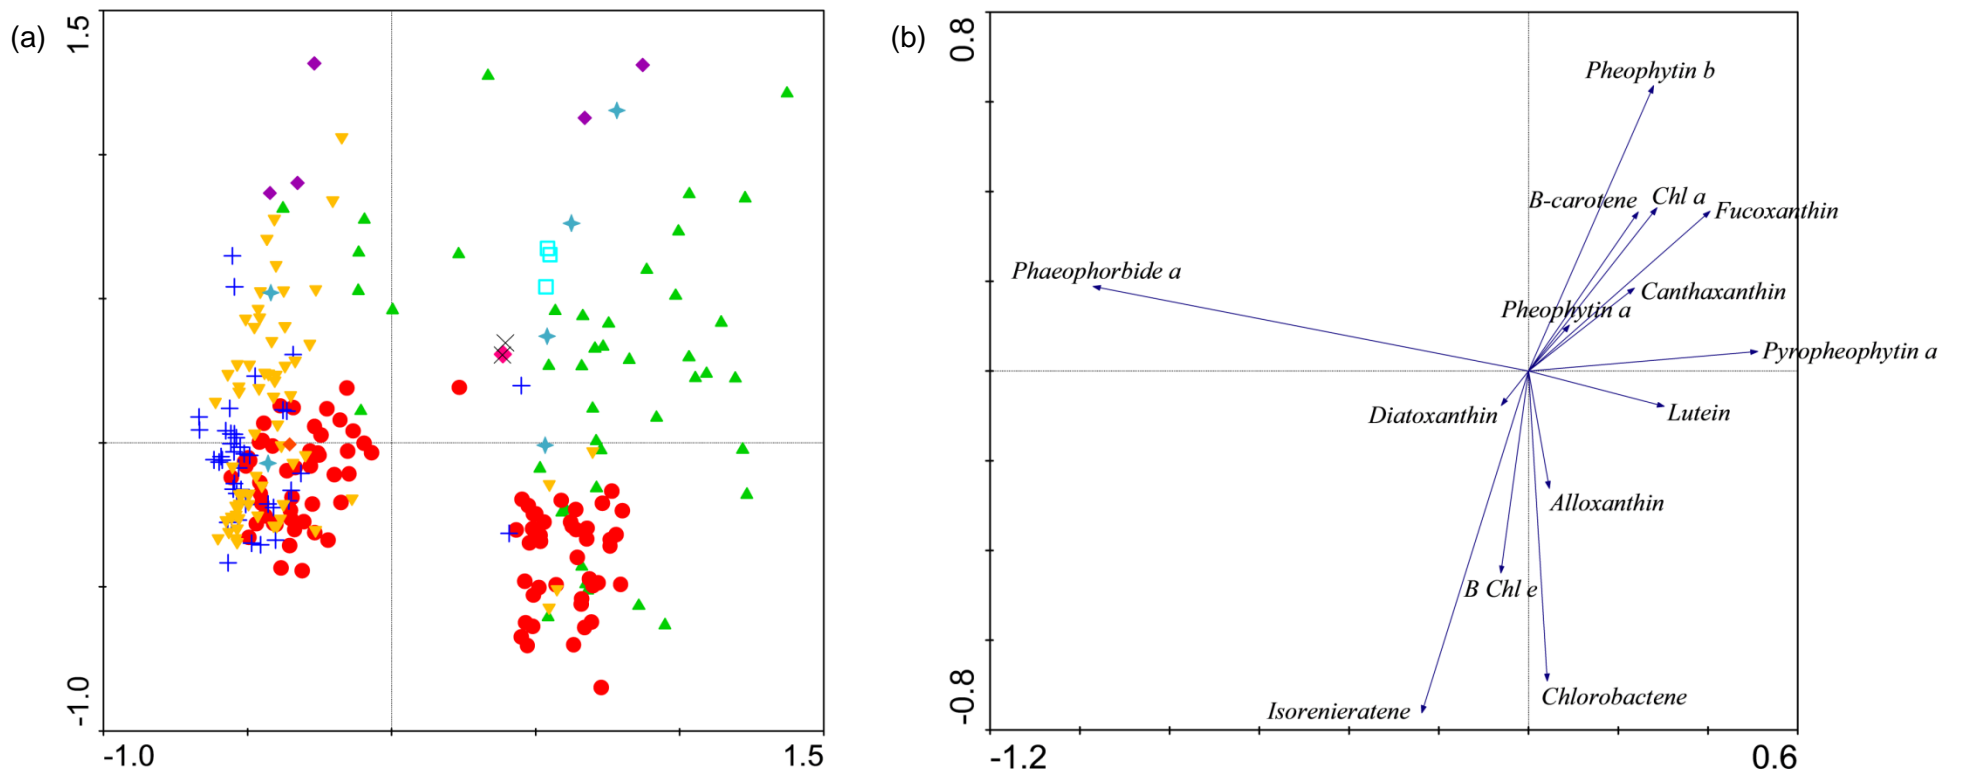 (a)
1.5
-1.0
-1.0
1.5
(b)
0.8
Pheophytin b
B-carotene
Chl a
Fucoxanthin
Phaeophorbide a
Canthaxanthin
Pheophytin a
Pyropheophytin a
Diatoxanthin
Lutein
Alloxanthin
B Chl e
Isorenieratene
Chlorobactene
-0.8
-1.2
0.6